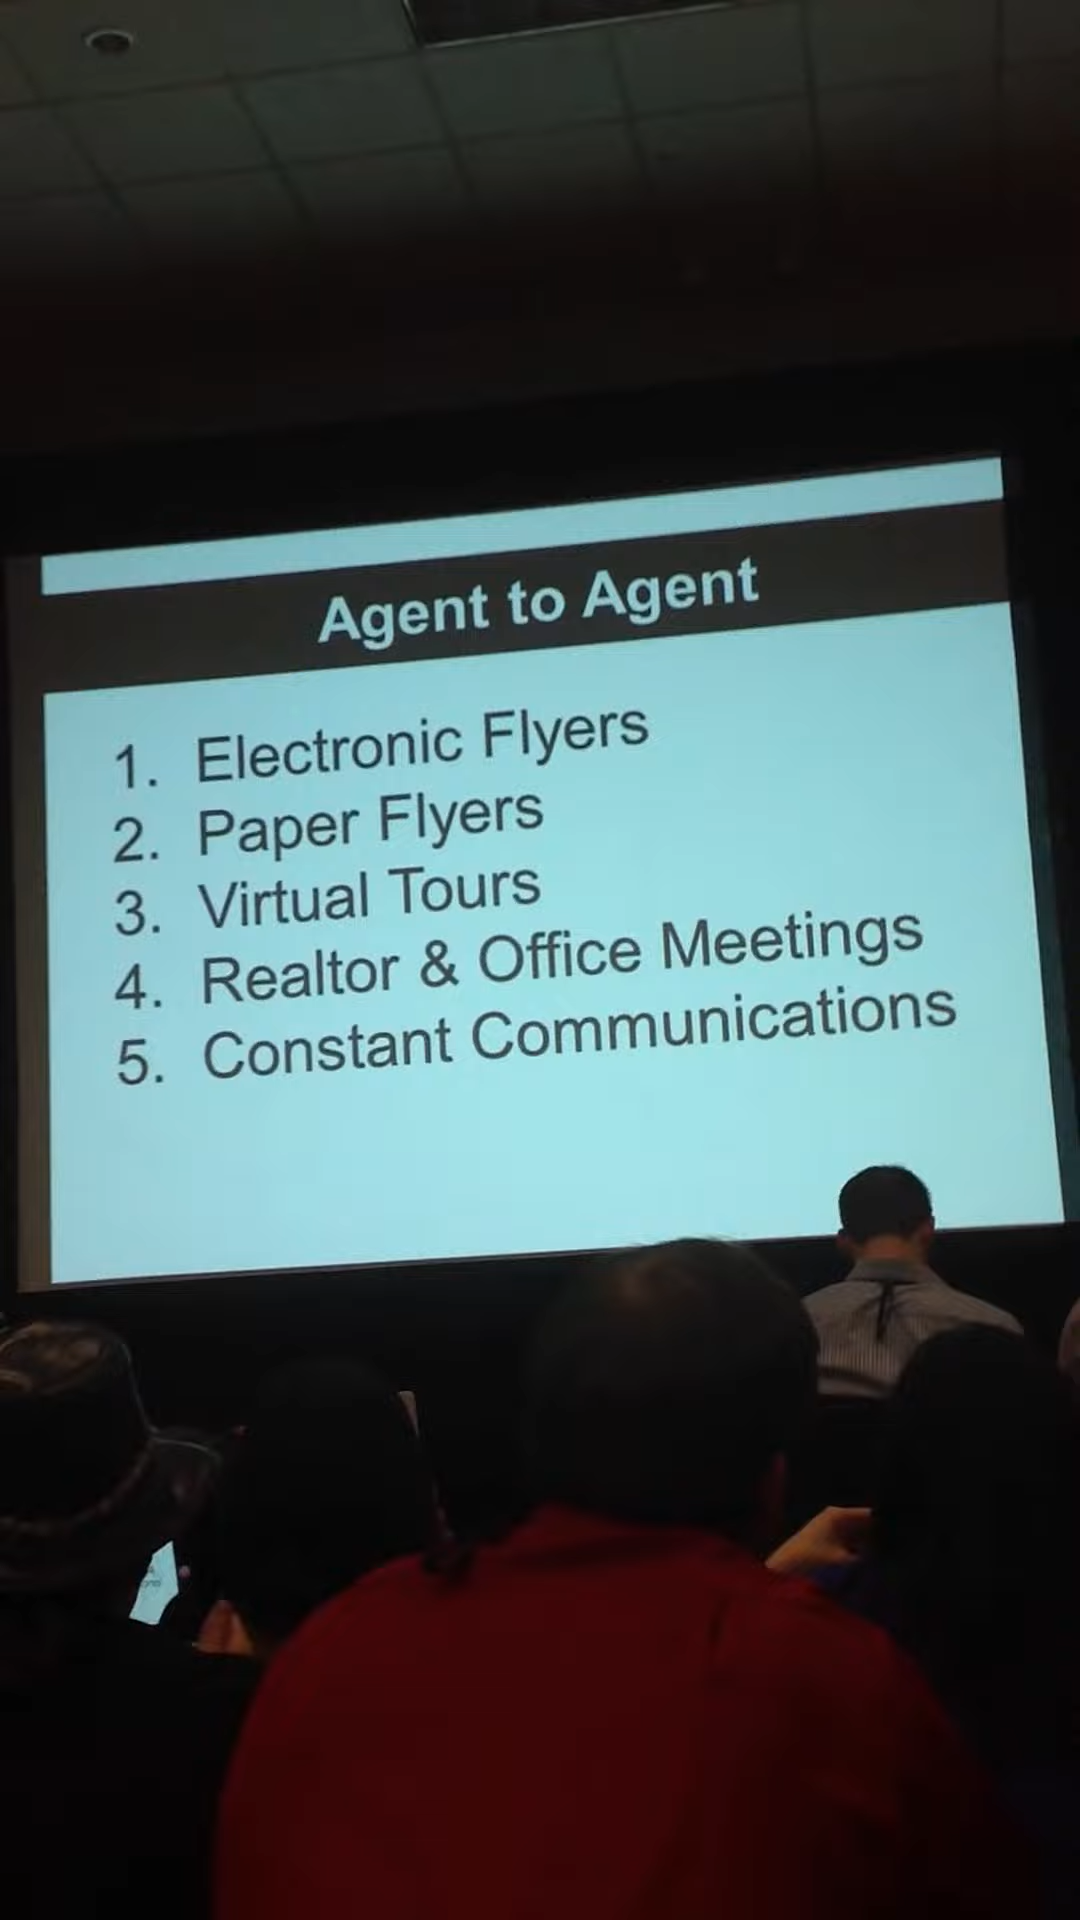 Agent to Agent
1. Electronic Flyers
2. Paper Flyers
3. Virtual Tours
4. Realtor & Office Meetings
5. Constant Communications